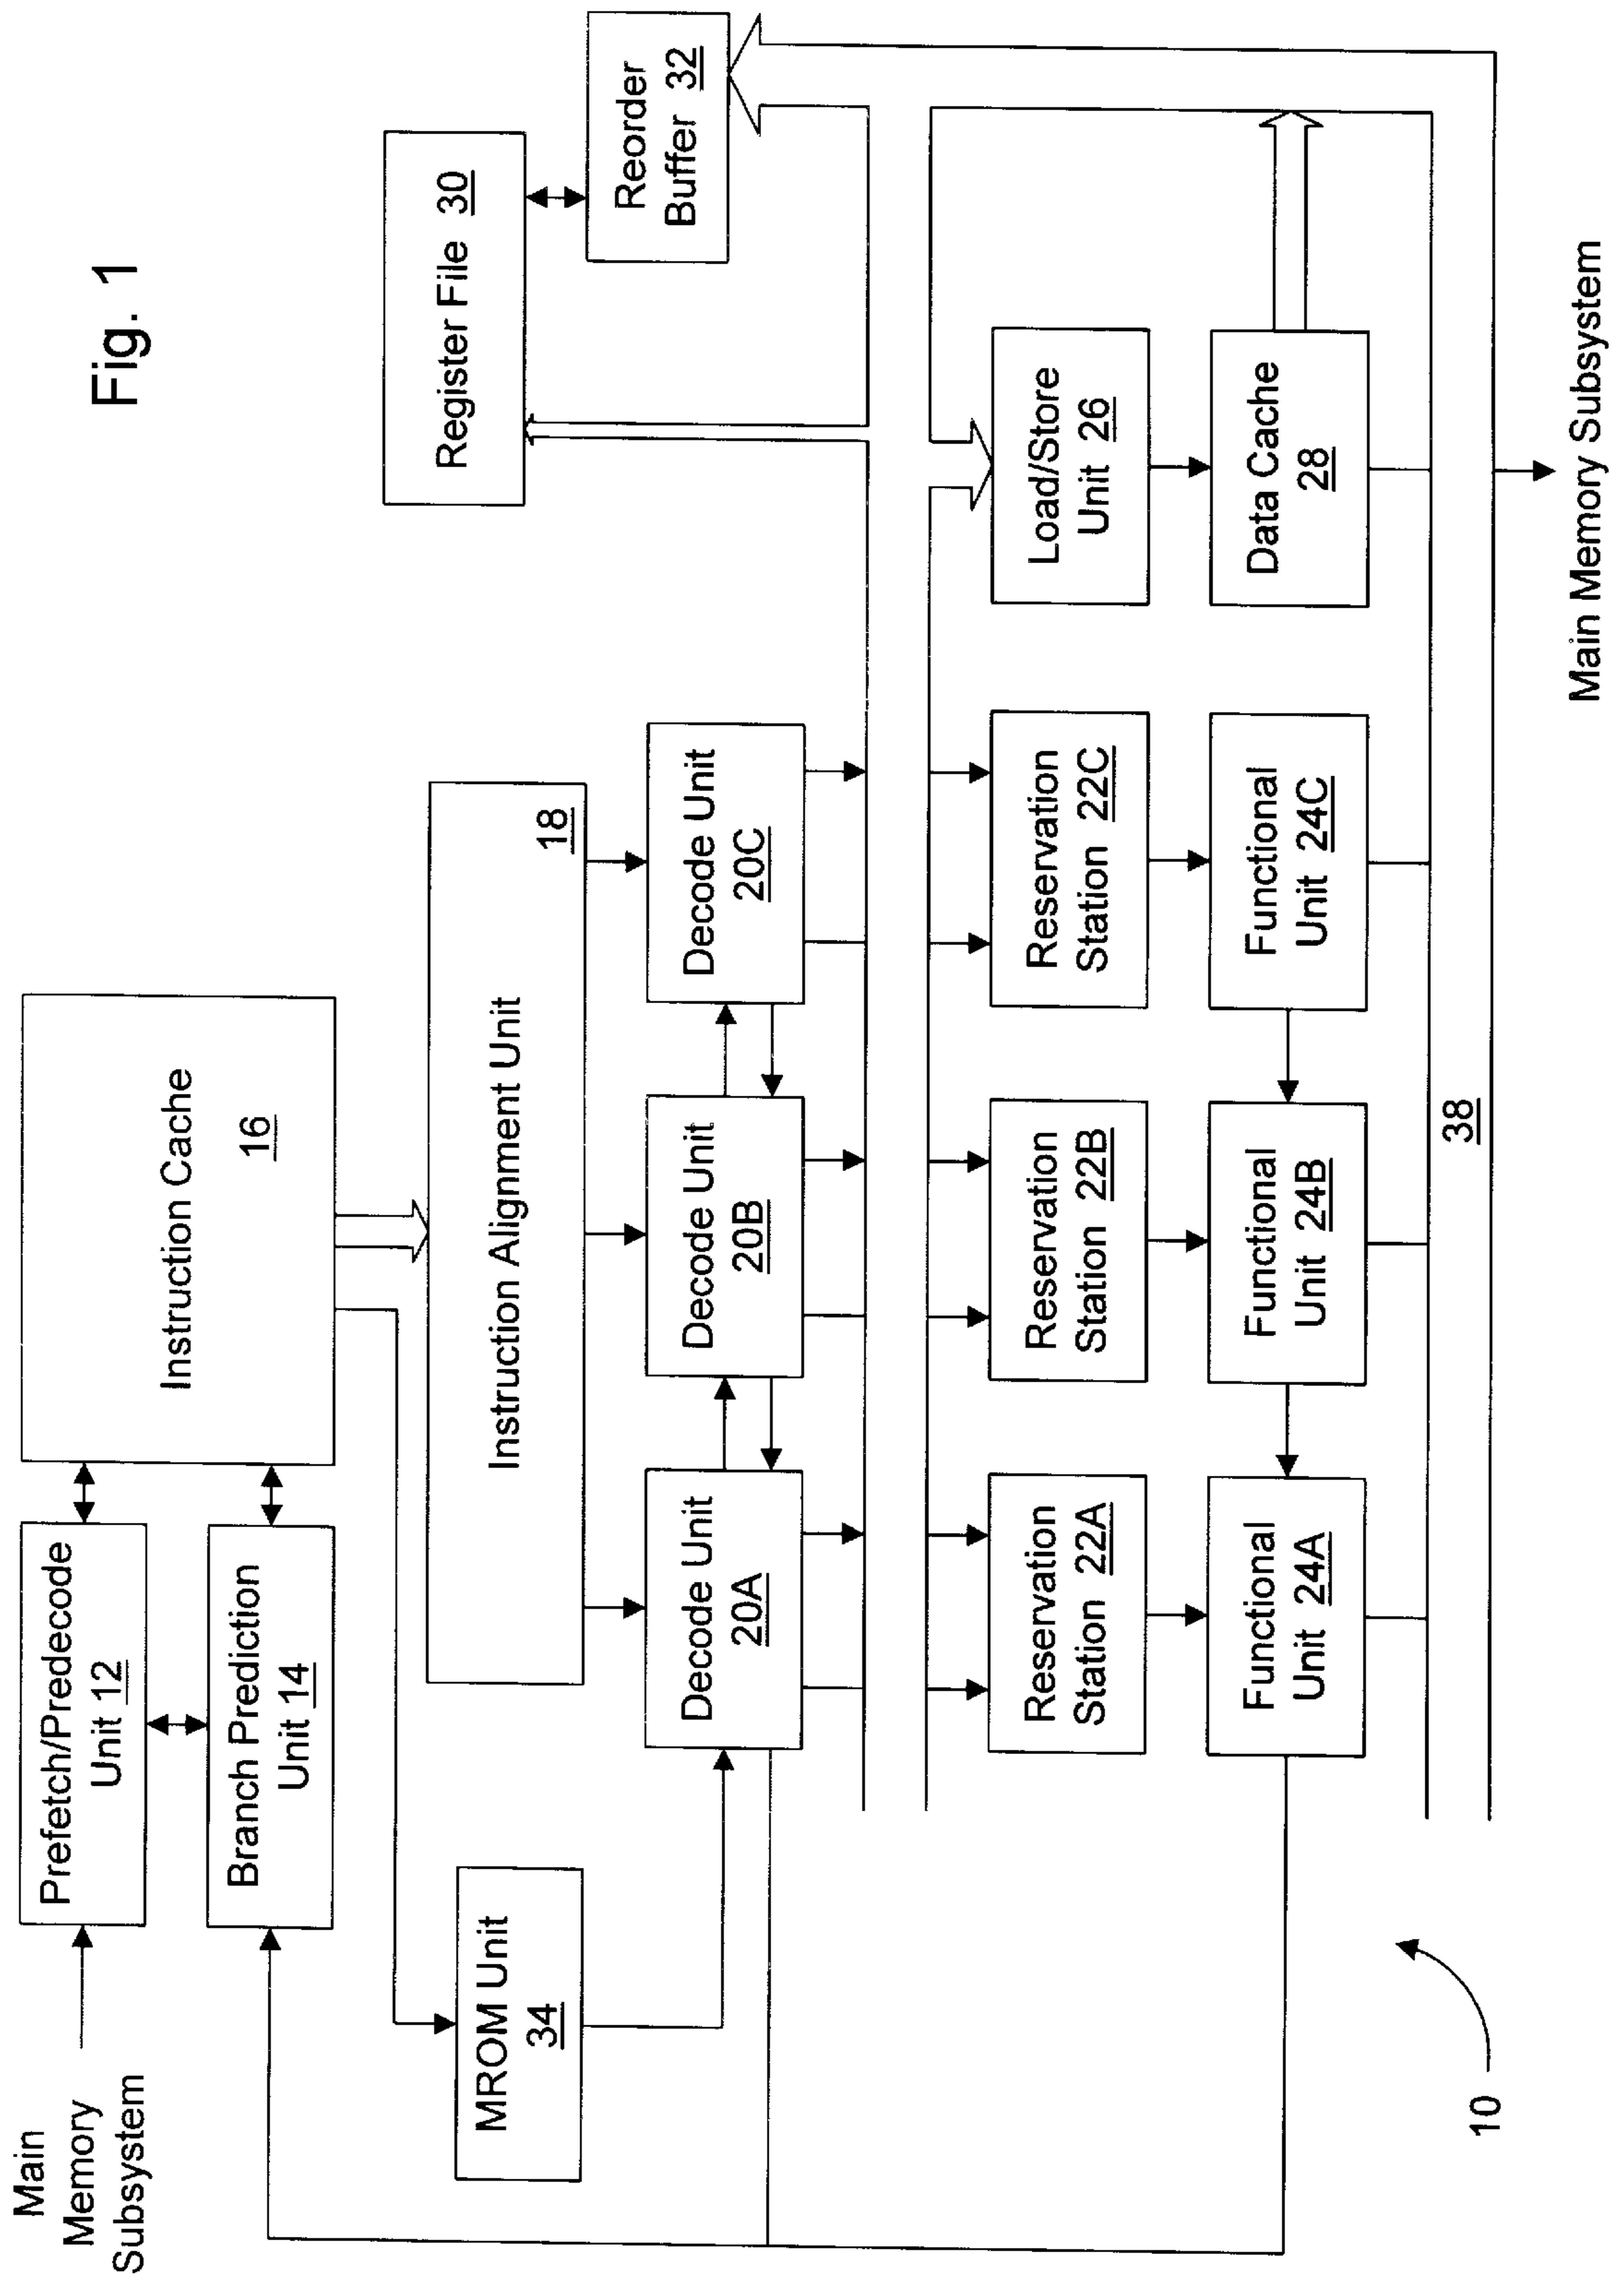 Fig. 1
Main
Memory
Subsystem
Prefetch/Predecode
Unit 12
Branch Prediction
Unit 14
Instruction Cache
16
Register File 30
Reorder
Buffer 32
MROM Unit
34
Instruction Alignment Unit
18
Decode Unit
20A
Decode Unit
20B
Decode Unit
20C
Reservation
Station 22A
Reservation
Station 22B
Reservation
Station 22C
Load/Store
Unit 26
Functional
Unit 24A
Functional
Unit 24B
Functional
Unit 24C
Data Cache
28
38
10
Main Memory Subsystem